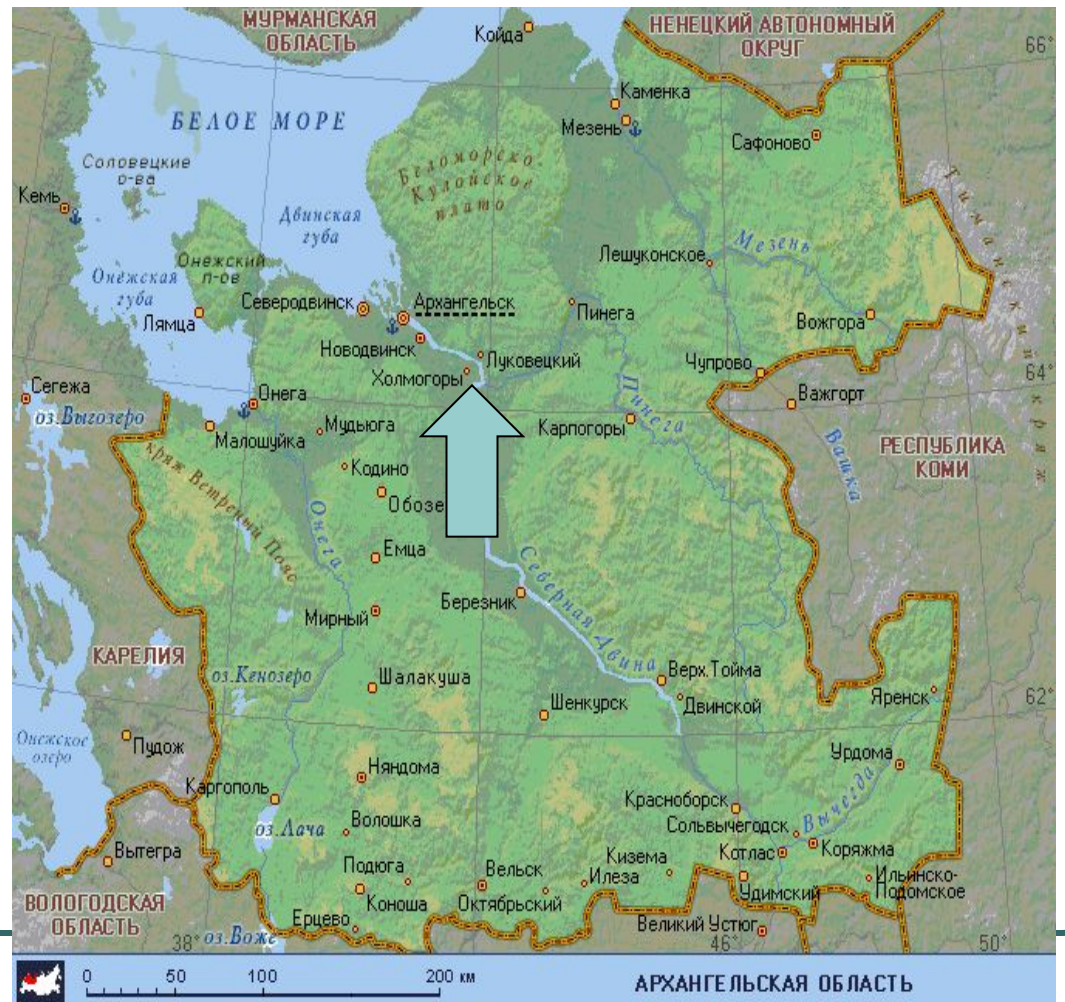 МУРМАНСКАЯ
ОБЛАСТЬ
Койда
НЕНЕЦКИЙ АВТОНОМНЫЙ
ОКРУГ
66°
Каменка
БЕЛОЕ МОРЕ
Мезень
Сафоново
Соловецкие
о-ва
Беломорско-
Кулойское
плато
Тиманский кряж
Кемь
Двинская
губа
Мезень
Лешуконское
Онежский
п-ов
Онежская
губа
Северодвинск
Архангельск
Пинега
Лямца
Вожгора
Новодвинск
Луковецкий
Чупрово
Холмогоры
64°
Сегежа
Онега
Пинега
Важгорт
оз.Выгозеро
Малошуйка
Мудьюга
Карпогоры
Вашка
РЕСПУБЛИКА
КОМИ
кряж Ветреный Пояс
Кодино
Обозе
Онега
Емца
Северная Двина
Березник
Мирный
КАРЕЛИЯ
оз.Кенозеро
Шалакуша
Верх.Тойма
Шенкурск
Двинской
Яренск
62°
Онежское
озеро
Пудож
Урдома
Няндома
Каргополь
Красноборск
Вычегда
оз.Лача
Волошка
Сольвычегодск
Вытегра
Подюга
Вельск
Кизема
Котлас
Коряжма
Илеза
Ильинско-
Подомское
Удимский
ВОЛОГОДСКАЯ
ОБЛАСТЬ
Коноша
Октябрьский
Ерцево
Великий Устюг
38°
оз.Воже
46°
50°
0 50 100 200 км
АРХАНГЕЛЬСКАЯ ОБЛАСТЬ